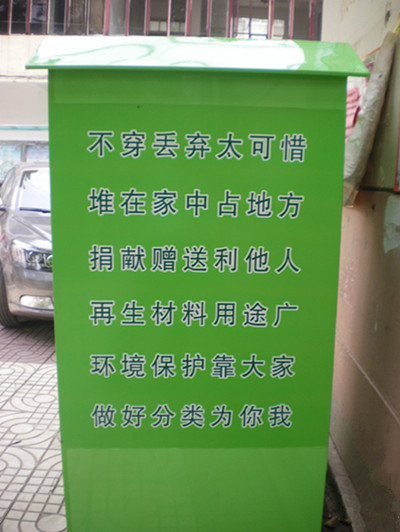 不穿丢弃太可惜
堆在家中占地方
捐献赠送利他人
再生材料用途广
环境保护靠大家
做好分类为你我